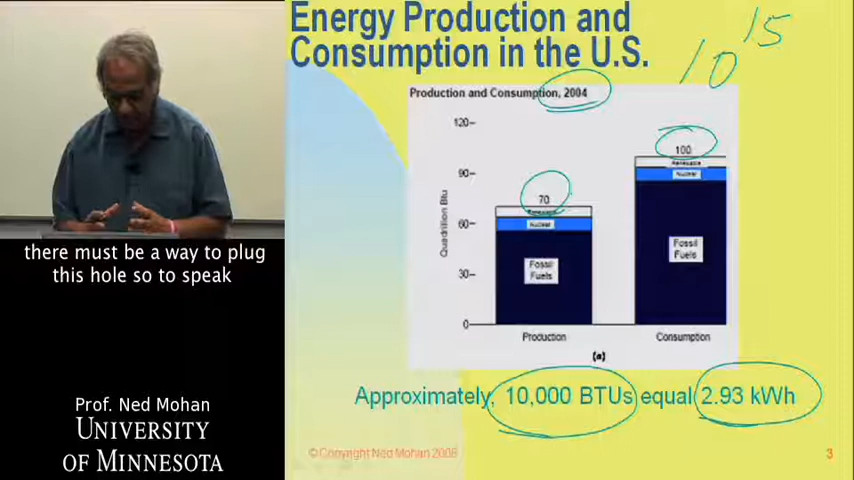 Energy Production and
Consumption in the U.S.
10^15
Production and Consumption, 2004
120
90
60
30
0
Quadrillion Btu
70
Renewable
Nuclear
Fossil
Fuels
100
Renewable
Nuclear
Fossil
Fuels
Production
Consumption
(a)
Approximately, 10,000 BTUs equal 2.93 kWh
© Copyright Ned Mohan 2008
3
there must be a way to plug
this hole so to speak
Prof. Ned Mohan
UNIVERSITY
OF MINNESOTA